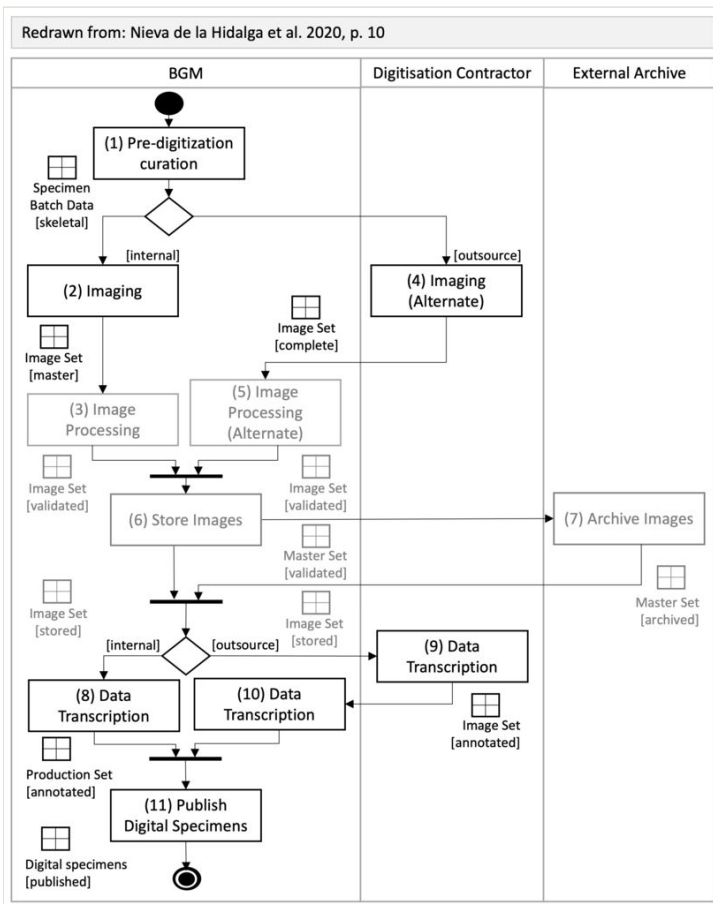 Redrawn from: Nieva de la Hidalga et al. 2020, p. 10
BGM
Digitisation Contractor
External Archive
(1) Pre-digitization
curation
Specimen
Batch Data
[skeletal]
[internal]
[outsource]
(2) Imaging
(4) Imaging
(Alternate)
Image Set
[master]
Image Set
[complete]
(3) Image
Processing
(5) Image
Processing
(Alternate)
Image Set
[validated]
Image Set
[validated]
(6) Store Images
(7) Archive Images
Master Set
[validated]
Image Set
[stored]
Image Set
[stored]
Master Set
[archived]
[internal]
[outsource]
(9) Data
Transcription
(8) Data
Transcription
(10) Data
Transcription
Image Set
[annotated]
Production Set
[annotated]
(11) Publish
Digital Specimens
Digital specimens
[published]